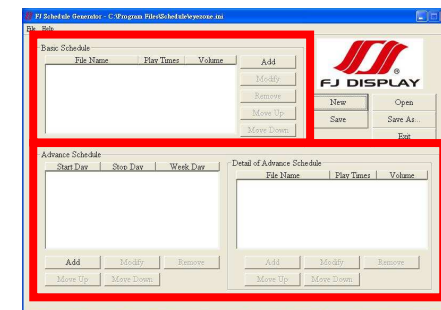 FJ Schedule Generator - C:\Program Files\Schedule\eyezone.ini
File Help
Basic Schedule
File Name Play Times Volume
Add
Modify
Remove
Move Up
Move Down
FJ DISPLAY ®
New Open
Save Save As...
Exit
Advance Schedule
Start Day Stop Day Week Day
Add Modify Remove
Move Up Move Down
Detail of Advance Schedule
File Name Play Times Volume
Add Modify Remove
Move Up Move Down